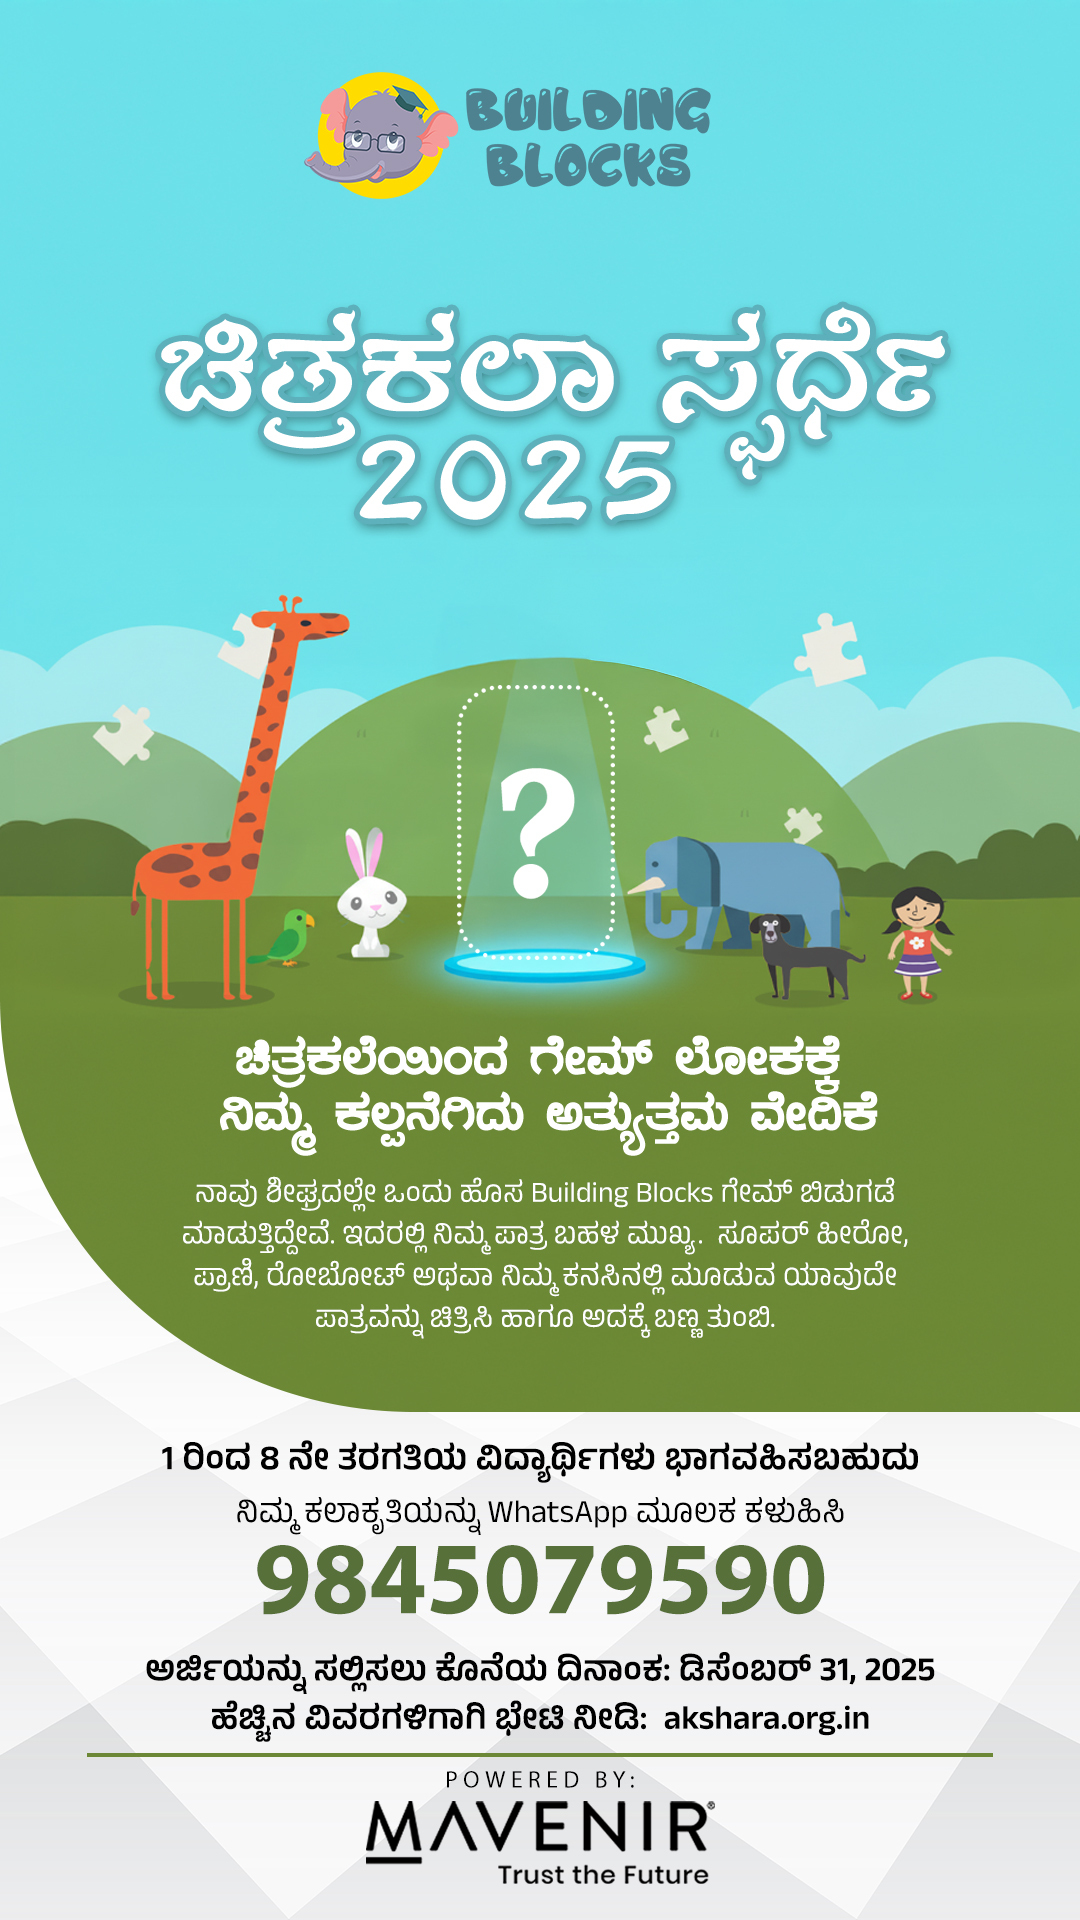 BUILDING
BLOCKS
ಚಿತ್ರಕಲಾ ಸ್ಪರ್ಧೆ
2025
?
ಚಿತ್ರಕಲೆಯಿಂದ ಗೇಮ್ ಲೋಕಕ್ಕೆ
ನಿಮ್ಮ ಕಲ್ಪನೆಗಿದು ಅತ್ಯುತ್ತಮ ವೇದಿಕೆ
ನಾವು ಶೀಘ್ರದಲ್ಲೇ ಒಂದು ಹೊಸ Building Blocks ಗೇಮ್ ಬಿಡುಗಡೆ
ಮಾಡುತ್ತಿದ್ದೇವೆ. ಇದರಲ್ಲಿ ನಿಮ್ಮ ಪಾತ್ರ ಬಹಳ ಮುಖ್ಯ. ಸೂಪರ್ ಹೀರೋ,
ಪ್ರಾಣಿ, ರೋಬೋಟ್ ಅಥವಾ ನಿಮ್ಮ ಕನಸಿನಲ್ಲಿ ಮೂಡುವ ಯಾವುದೇ
ಪಾತ್ರವನ್ನು ಚಿತ್ರಿಸಿ ಹಾಗೂ ಅದಕ್ಕೆ ಬಣ್ಣ ತುಂಬಿ.
1 ರಿಂದ 8 ನೇ ತರಗತಿಯ ವಿದ್ಯಾರ್ಥಿಗಳು ಭಾಗವಹಿಸಬಹುದು
ನಿಮ್ಮ ಕಲಾಕೃತಿಯನ್ನು WhatsApp ಮೂಲಕ ಕಳುಹಿಸಿ
9845079590
ಅರ್ಜಿಯನ್ನು ಸಲ್ಲಿಸಲು ಕೊನೆಯ ದಿನಾಂಕ: ಡಿಸೆಂಬರ್ 31, 2025
ಹೆಚ್ಚಿನ ವಿವರಗಳಿಗಾಗಿ ಭೇಟಿ ನೀಡಿ: akshara.org.in
POWERED BY:
MAVENIR®
Trust the Future